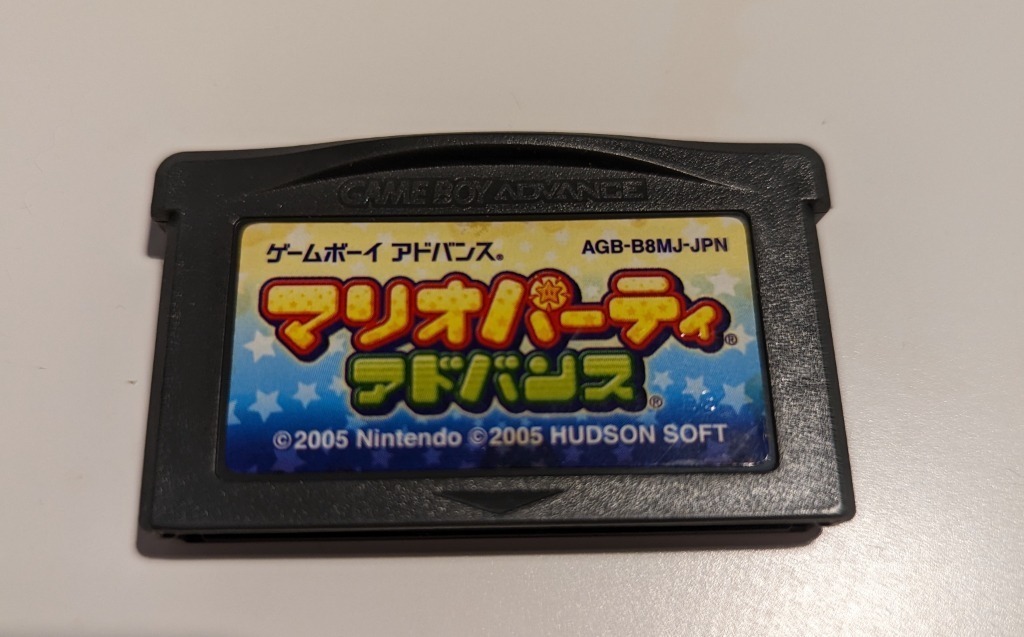 GAME BOY ADVANCE
ゲームボーイ アドバンス®
AGB-B8MJ-JPN
マリオパーティ®
アドバンス®
©2005 Nintendo ©2005 HUDSON SOFT